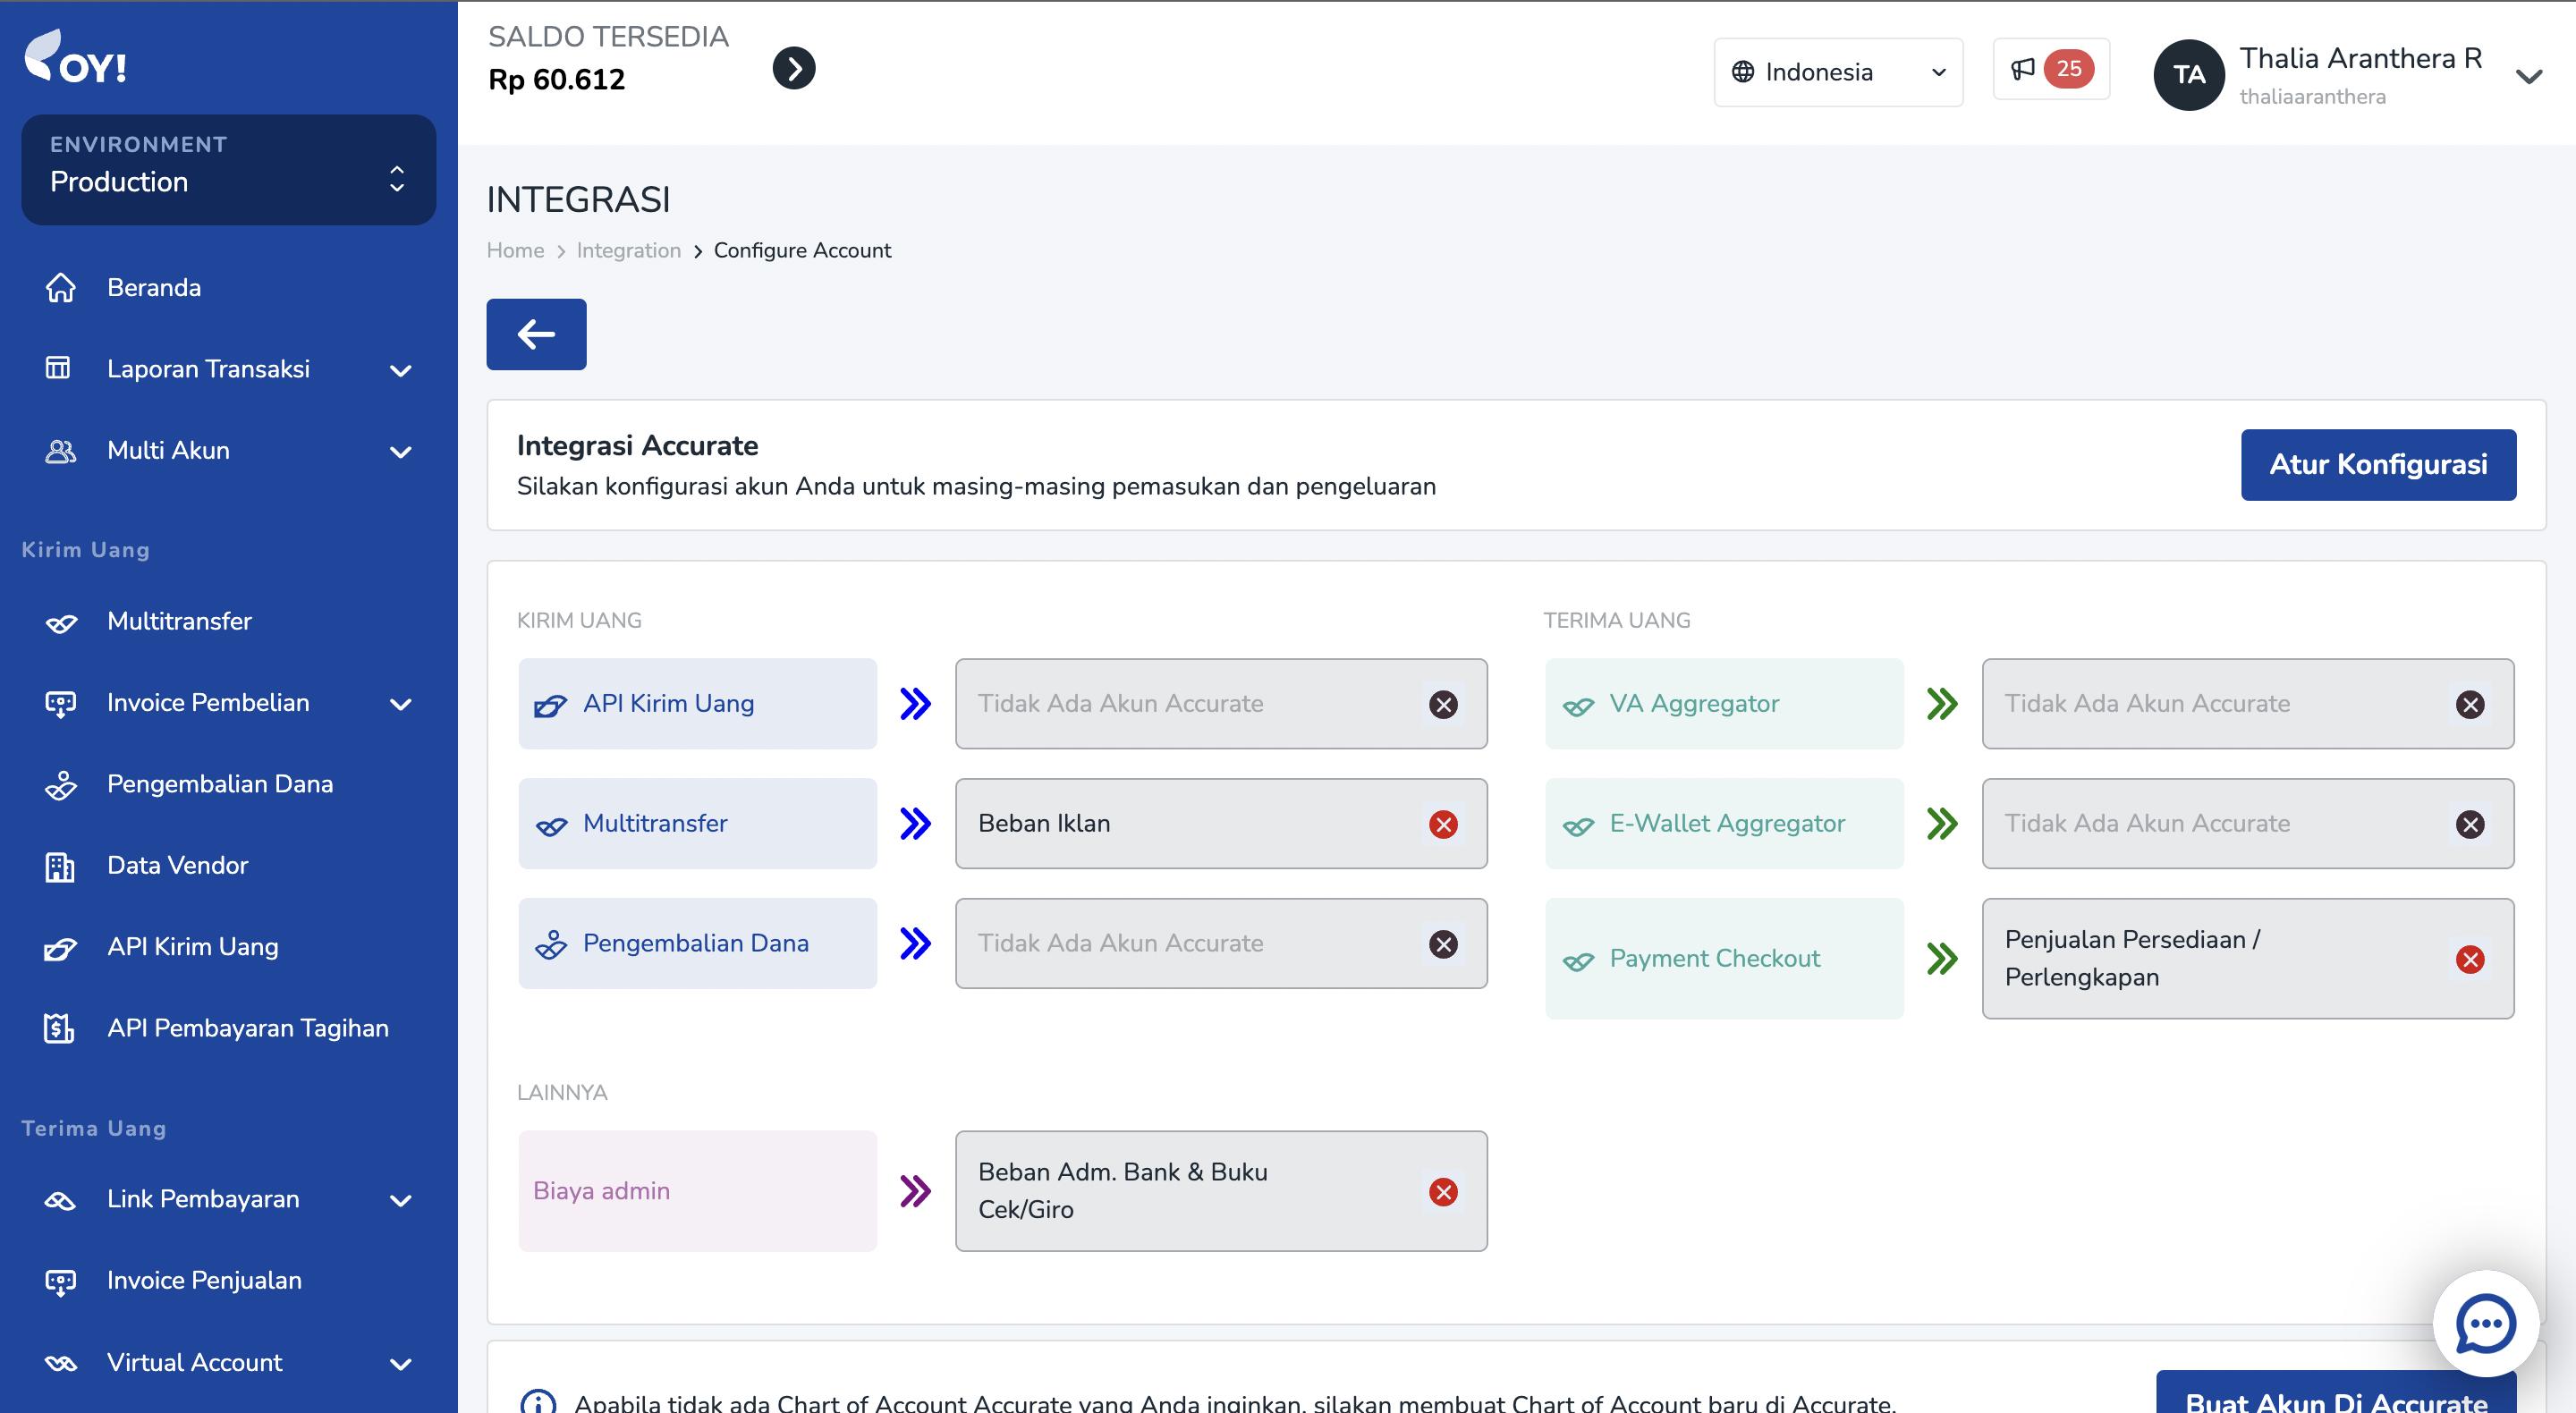 OY!
ENVIRONMENT
Production
Beranda
Laporan Transaksi
Multi Akun
Kirim Uang
Multitransfer
Invoice Pembelian
Pengembalian Dana
Data Vendor
API Kirim Uang
API Pembayaran Tagihan
Terima Uang
Link Pembayaran
Invoice Penjualan
Virtual Account
SALDO TERSEDIA
Rp 60.612
Indonesia
25
TA
Thalia Aranthera R
thaliaaranthera
INTEGRASI
Home > Integration > Configure Account
Integrasi Accurate
Silakan konfigurasi akun Anda untuk masing-masing pemasukan dan pengeluaran
Atur Konfigurasi
KIRIM UANG
API Kirim Uang
Tidak Ada Akun Accurate
Multitransfer
Beban Iklan
Pengembalian Dana
Tidak Ada Akun Accurate
TERIMA UANG
VA Aggregator
Tidak Ada Akun Accurate
E-Wallet Aggregator
Tidak Ada Akun Accurate
Payment Checkout
Penjualan Persediaan /
Perlengkapan
LAINNYA
Biaya admin
Beban Adm. Bank & Buku
Cek/Giro
Apabila tidak ada Chart of Account Accurate yang Anda inginkan, silakan membuat Chart of Account baru di Accurate.
Buat Akun Di Accurate